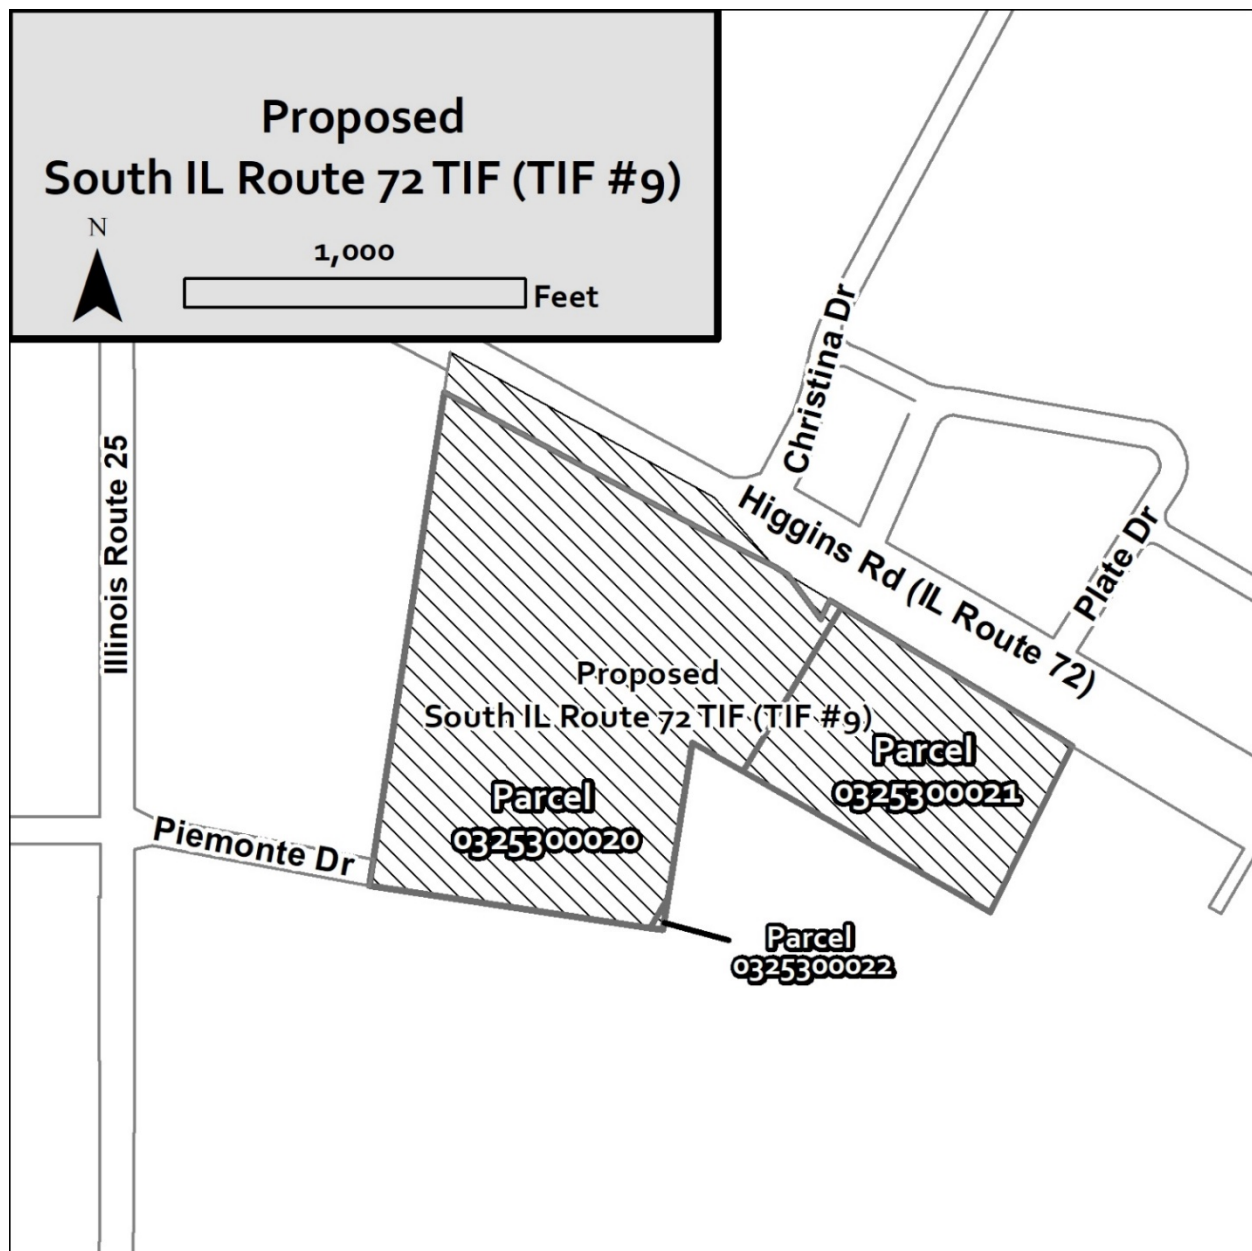 Proposed
South IL Route 72 TIF (TIF #9)
N
1,000
Feet
Christina Dr
Illinois Route 25
Higgins Rd (IL Route 72)
Plate Dr
Proposed
South IL Route 72 TIF (TIF #9)
Parcel
0325300021
Parcel
0325300020
Piemonte Dr
Parcel
0325300022